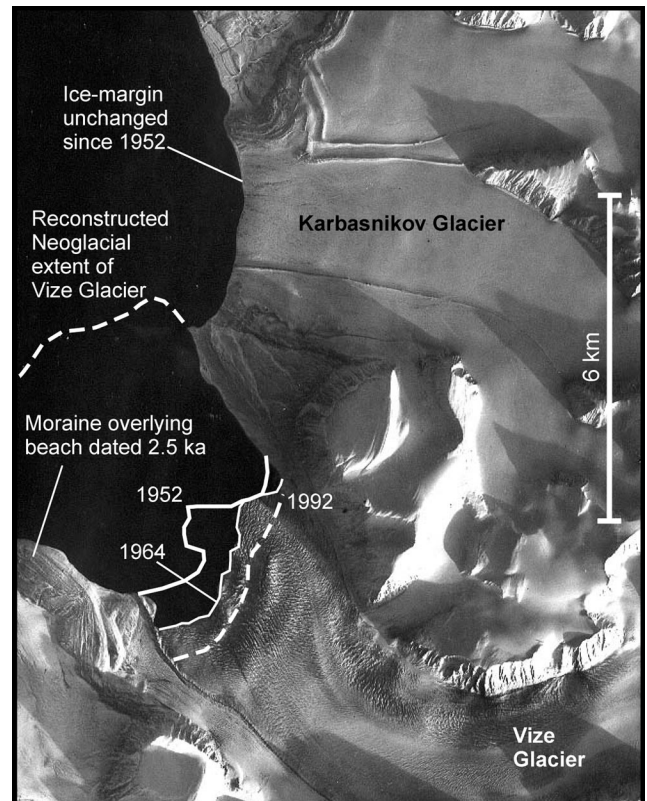 Ice-margin
unchanged
since 1952
Reconstructed
Neoglacial
extent of
Vize Glacier
Karbasnikov Glacier
6 km
Moraine overlying
beach dated 2.5 ka
1952
1992
1964
Vize
Glacier